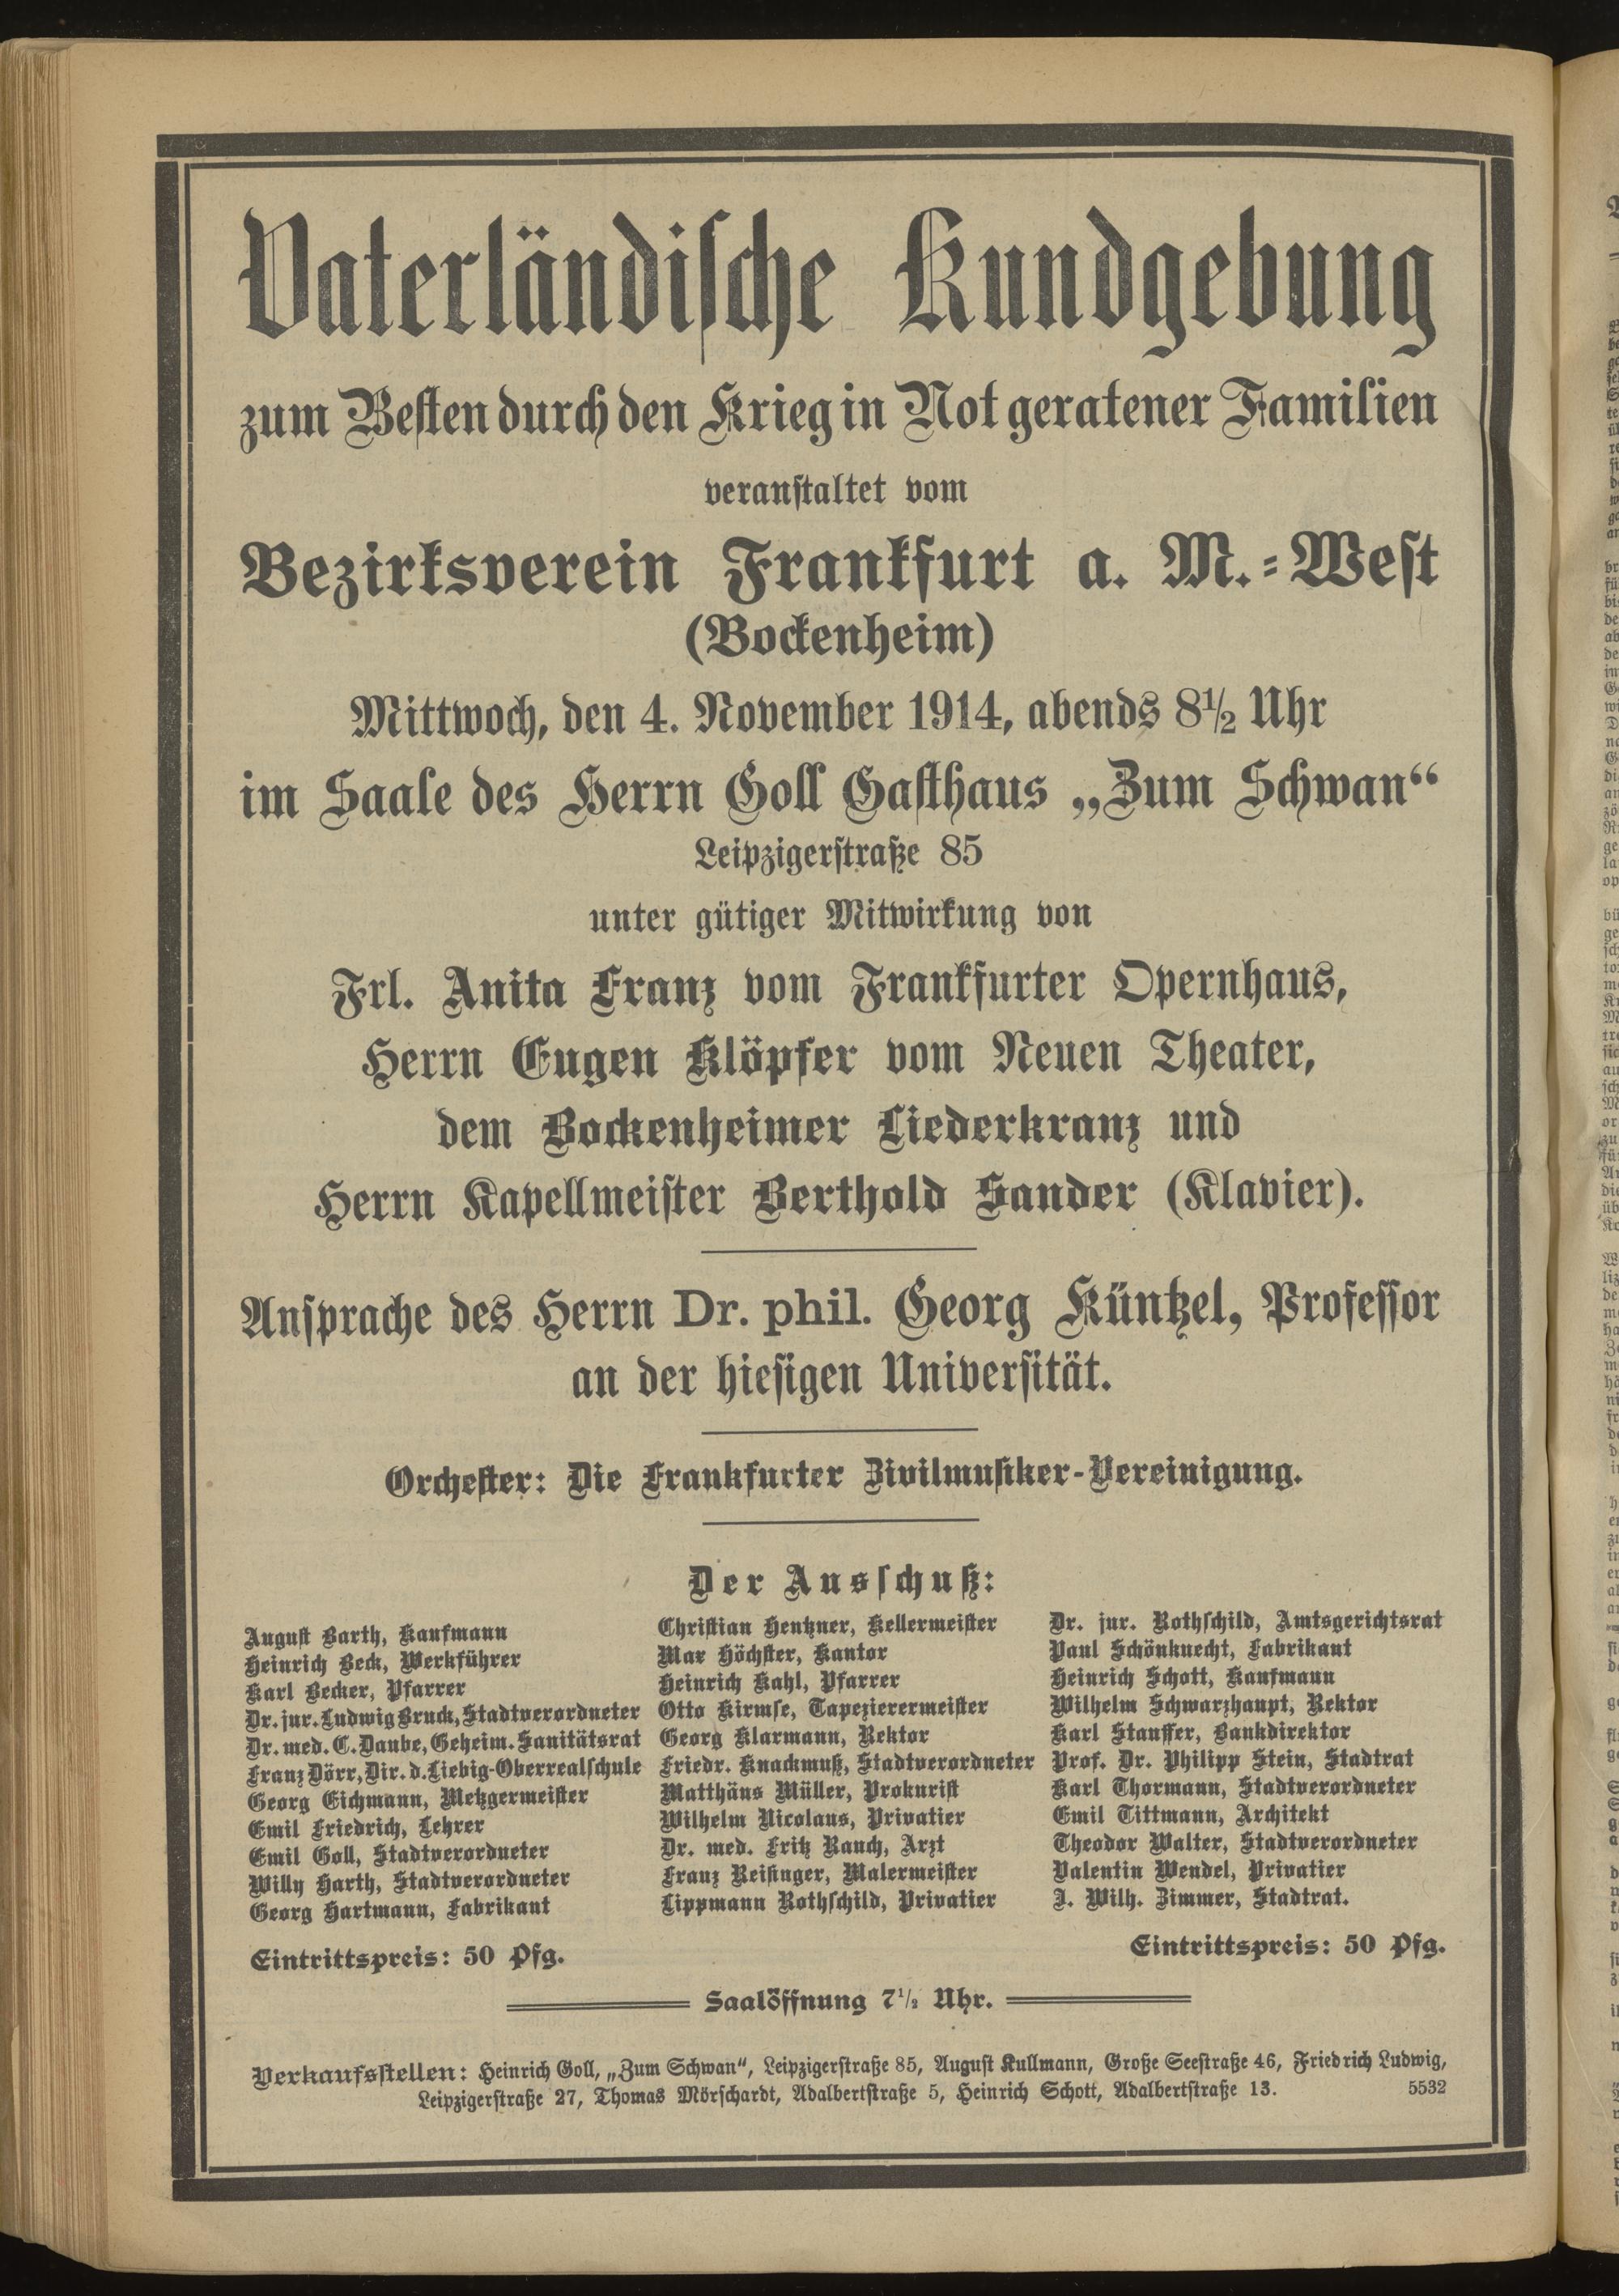 Vaterländische Kundgebung
zum Besten durch den Krieg in Not geratener Familien
veranstaltet vom
Bezirksverein Frankfurt a. M.=West
(Bockenheim)
Mittwoch, den 4. November 1914, abends 8½ Uhr
im Saale des Herrn Goll Gasthaus „Zum Schwan“
Leipzigerstraße 85
unter gütiger Mitwirkung von
Frl. Anita Franz vom Frankfurter Opernhaus,
Herrn Eugen Klöpfer vom Neuen Theater,
dem Bockenheimer Liederkranz und
Herrn Kapellmeister Berthold Sander (Klavier).
Ansprache des Herrn Dr. phil. Georg Küntzel, Professor
an der hiesigen Universität.
Orchester: Die Frankfurter Zivilmusiker-Vereinigung.
Der Ausschuß:
August Barth, Kaufmann
Heinrich Beck, Werkführer
Karl Becker, Pfarrer
Dr. jur. Ludwig Bruck, Stadtverordneter
Dr. med. C. Daube, Geheim. Sanitätsrat
Franz Dörr, Dir. d. Liebig-Oberrealschule
Georg Eichmann, Metzgermeister
Emil Friedrich, Lehrer
Emil Goll, Stadtverordneter
Willy Harth, Stadtverordneter
Georg Hartmann, Fabrikant
Christian Hentzner, Kellermeister
Max Höchster, Kantor
Heinrich Kahl, Pfarrer
Otto Kirmse, Tapezierermeister
Georg Klarmann, Rektor
Friedr. Knackmuß, Stadtverordneter
Matthäus Müller, Prokurist
Wilhelm Nicolaus, Privatier
Dr. med. Fritz Rauch, Arzt
Franz Reisinger, Malermeister
Lippmann Rothschild, Privatier
Dr. jur. Rothschild, Amtsgerichtsrat
Paul Schönknecht, Fabrikant
Heinrich Schott, Kaufmann
Wilhelm Schwarzhaupt, Rektor
Karl Stauffer, Bankdirektor
Prof. Dr. Philipp Stein, Stadtrat
Karl Thormann, Stadtverordneter
Emil Tittmann, Architekt
Theodor Walter, Stadtverordneter
Valentin Wendel, Privatier
J. Wilh. Zimmer, Stadtrat.
Eintrittspreis: 50 Pfg.
Eintrittspreis: 50 Pfg.
Saalöffnung 7½ Uhr.
Verkaufsstellen: Heinrich Goll, „Zum Schwan“, Leipzigerstraße 85, August Kullmann, Große Seestraße 46, Friedrich Ludwig,
Leipzigerstraße 27, Thomas Mörschardt, Adalbertstraße 5, Heinrich Schott, Adalbertstraße 13. 5532